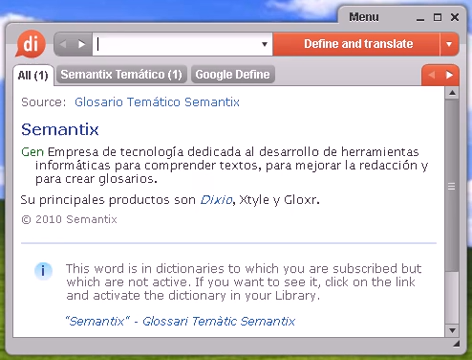 Menu
di
Define and translate
All (1) Semantix Temático (1) Google Define
Source: Glosario Temático Semantix
Semantix
Gen Empresa de tecnología dedicada al desarrollo de herramientas
informáticas para comprender textos, para mejorar la redacción y
para crear glosarios.
Su principales productos son Dixio, Xtyle y Gloxr.
© 2010 Semantix
i
This word is in dictionaries to which you are subscribed but
which are not active. If you want to see it, click on the link
and activate the dictionary in your Library.
"Semantix" - Glossari Temàtic Semantix